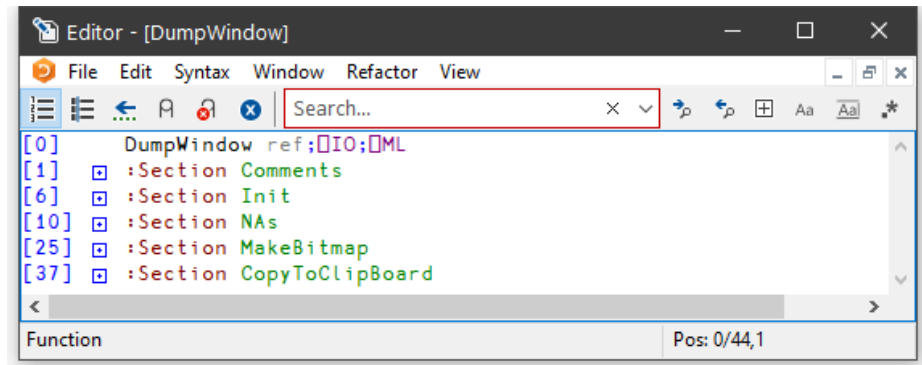 Editor - [DumpWindow]
File Edit Syntax Window Refactor View
Search... Aa Aa .*
[0] DumpWindow ref;⎕IO;⎕ML
[1] :Section Comments
[6] :Section Init
[10] :Section NAs
[25] :Section MakeBitmap
[37] :Section CopyToClipBoard
Function Pos: 0/44,1